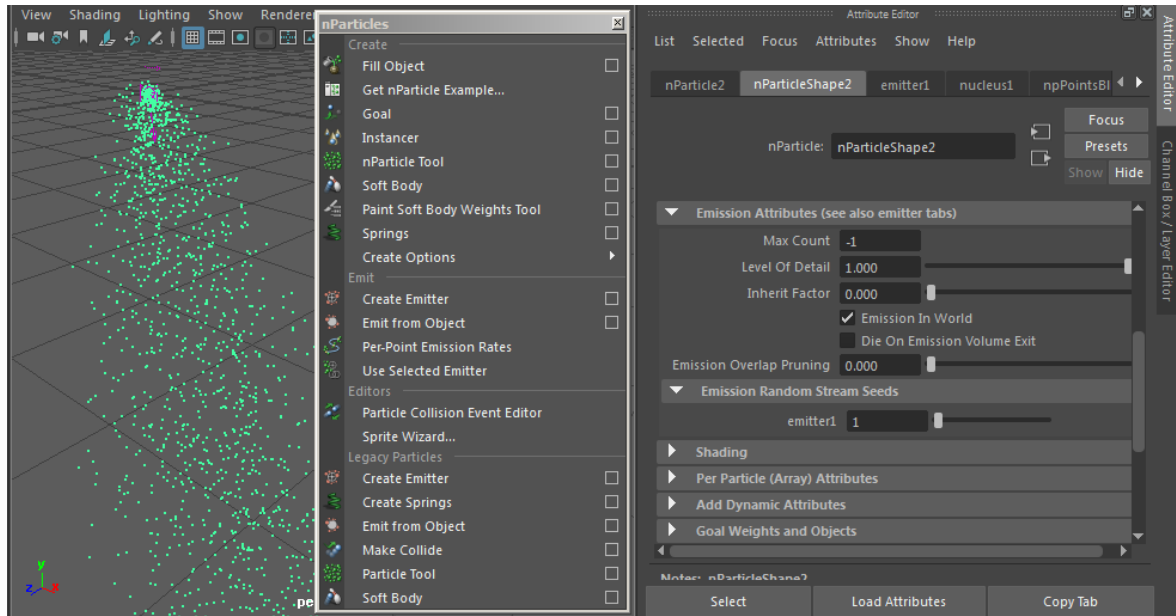 View Shading Lighting Show Renderer
nParticles
Create
Fill Object
Get nParticle Example...
Goal
Instancer
nParticle Tool
Soft Body
Paint Soft Body Weights Tool
Springs
Create Options
Emit
Create Emitter
Emit from Object
Per-Point Emission Rates
Use Selected Emitter
Editors
Particle Collision Event Editor
Sprite Wizard...
Legacy Particles
Create Emitter
Create Springs
Emit from Object
Make Collide
Particle Tool
Soft Body
y
z x
pe
Attribute Editor
List Selected Focus Attributes Show Help
nParticle2 nParticleShape2 emitter1 nucleus1 npPointsBl
Focus
nParticle: nParticleShape2 Presets
Show Hide
Emission Attributes (see also emitter tabs)
Max Count -1
Level Of Detail 1.000
Inherit Factor 0.000
Emission In World
Die On Emission Volume Exit
Emission Overlap Pruning 0.000
Emission Random Stream Seeds
emitter1 1
Shading
Per Particle (Array) Attributes
Add Dynamic Attributes
Goal Weights and Objects
Notes: nParticleShape2
Select Load Attributes Copy Tab
Attribute Editor
Channel Box / Layer Editor